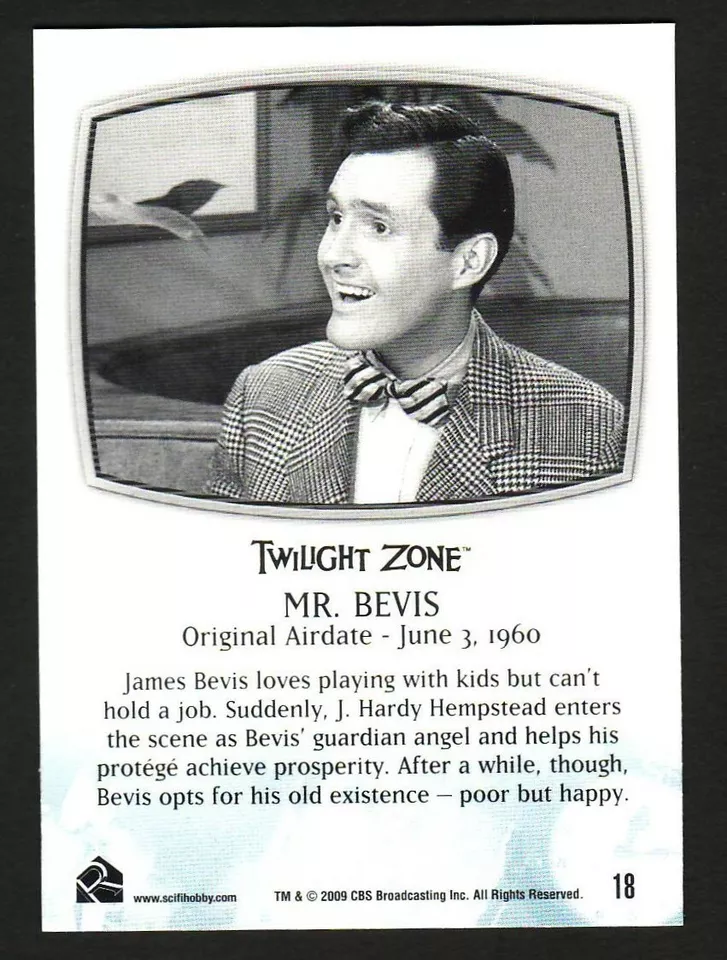 TWILIGHT ZONE™
MR. BEVIS
Original Airdate - June 3, 1960
James Bevis loves playing with kids but can't
hold a job. Suddenly, J. Hardy Hempstead enters
the scene as Bevis' guardian angel and helps his
protégé achieve prosperity. After a while, though,
Bevis opts for his old existence — poor but happy.
www.scifihobby.com
TM & © 2009 CBS Broadcasting Inc. All Rights Reserved.
18